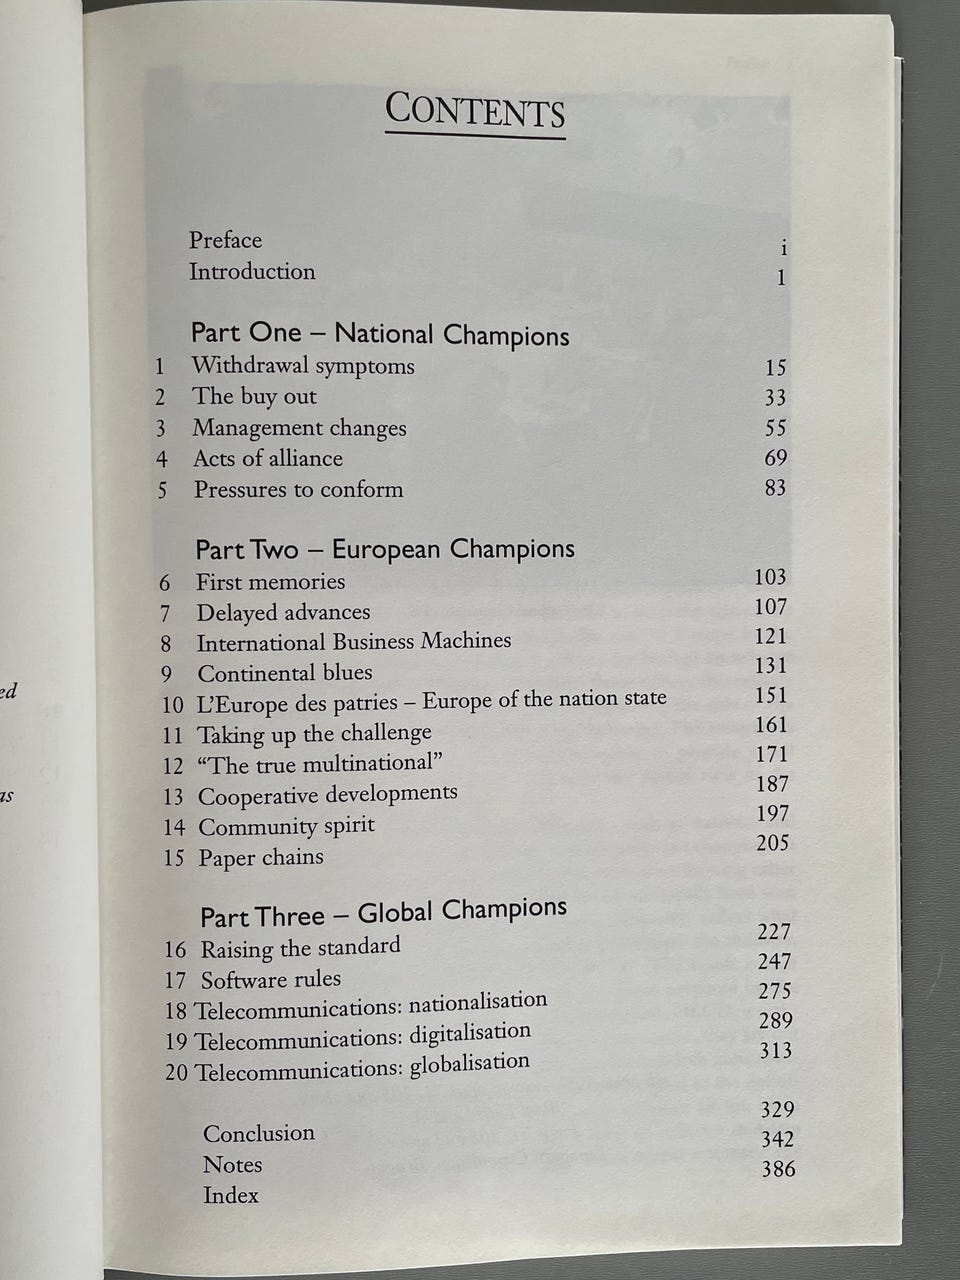 CONTENTS
Preface i
Introduction 1
Part One – National Champions
1 Withdrawal symptoms 15
2 The buy out 33
3 Management changes 55
4 Acts of alliance 69
5 Pressures to conform 83
Part Two – European Champions
6 First memories 103
7 Delayed advances 107
8 International Business Machines 121
9 Continental blues 131
10 L’Europe des patries – Europe of the nation state 151
11 Taking up the challenge 161
12 “The true multinational” 171
13 Cooperative developments 187
14 Community spirit 197
15 Paper chains 205
Part Three – Global Champions
16 Raising the standard 227
17 Software rules 247
18 Telecommunications: nationalisation 275
19 Telecommunications: digitalisation 289
20 Telecommunications: globalisation 313
Conclusion 329
Notes 342
Index 386